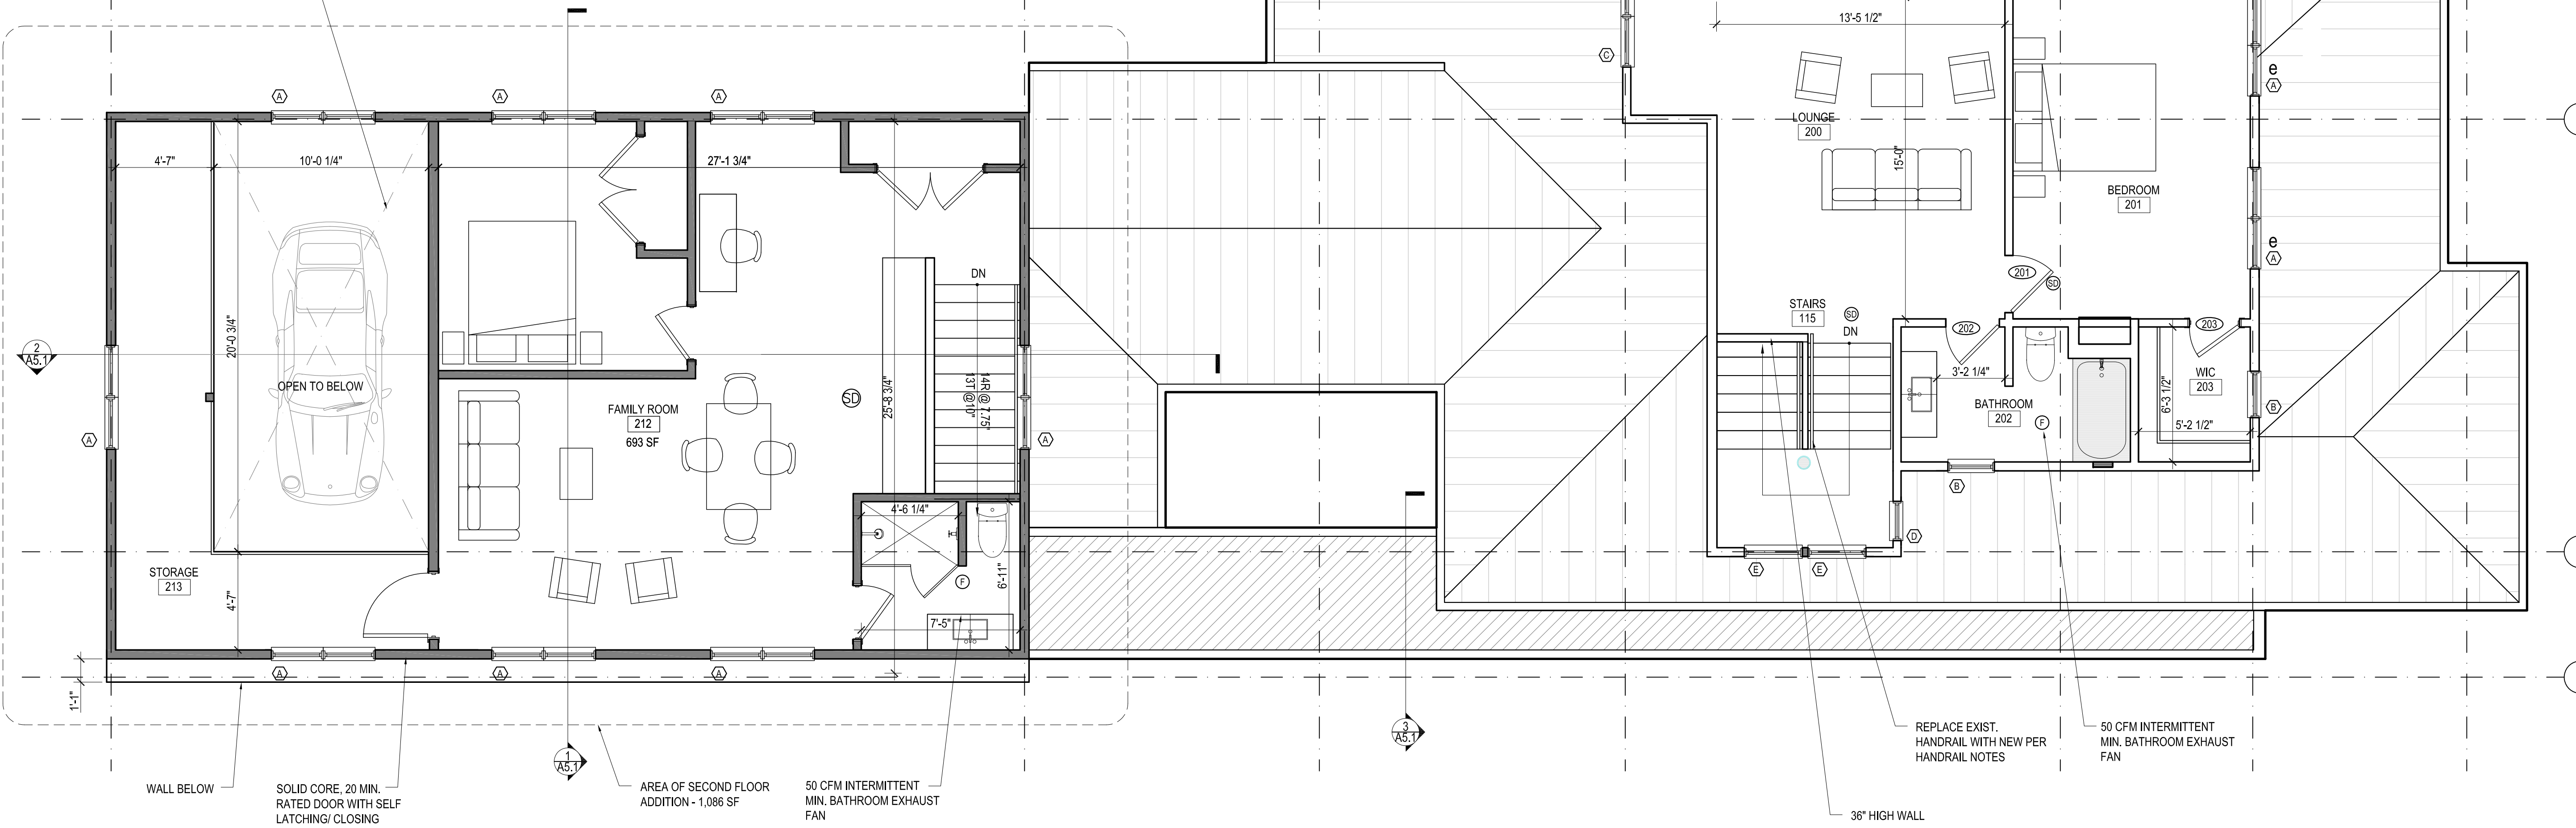 13'-5 1/2"
C
e
A
A
A
A
LOUNGE
200
15'-0"
4'-7"
10'-0 1/4"
27'-1 3/4"
BEDROOM
201
e
A
DN
201
SD
STAIRS
115
SD
DN
202
203
2
A5.1
20'-0 3/4"
OPEN TO BELOW
25'-8 3/4"
14R @ 7.75"
13T @ 10"
SD
3'-2 1/4"
WIC
203
6'-3 1/2"
FAMILY ROOM
212
693 SF
BATHROOM
202
F
5'-2 1/2"
B
A
A
B
4'-6 1/4"
D
E
E
STORAGE
213
4'-7"
F
6'-11"
7'-5"
A
A
A
1'-1"
1
A5.1
3
A5.1
REPLACE EXIST.
HANDRAIL WITH NEW PER
HANDRAIL NOTES
50 CFM INTERMITTENT
MIN. BATHROOM EXHAUST
FAN
WALL BELOW
SOLID CORE, 20 MIN.
RATED DOOR WITH SELF
LATCHING/ CLOSING
AREA OF SECOND FLOOR
ADDITION - 1,086 SF
50 CFM INTERMITTENT
MIN. BATHROOM EXHAUST
FAN
36" HIGH WALL